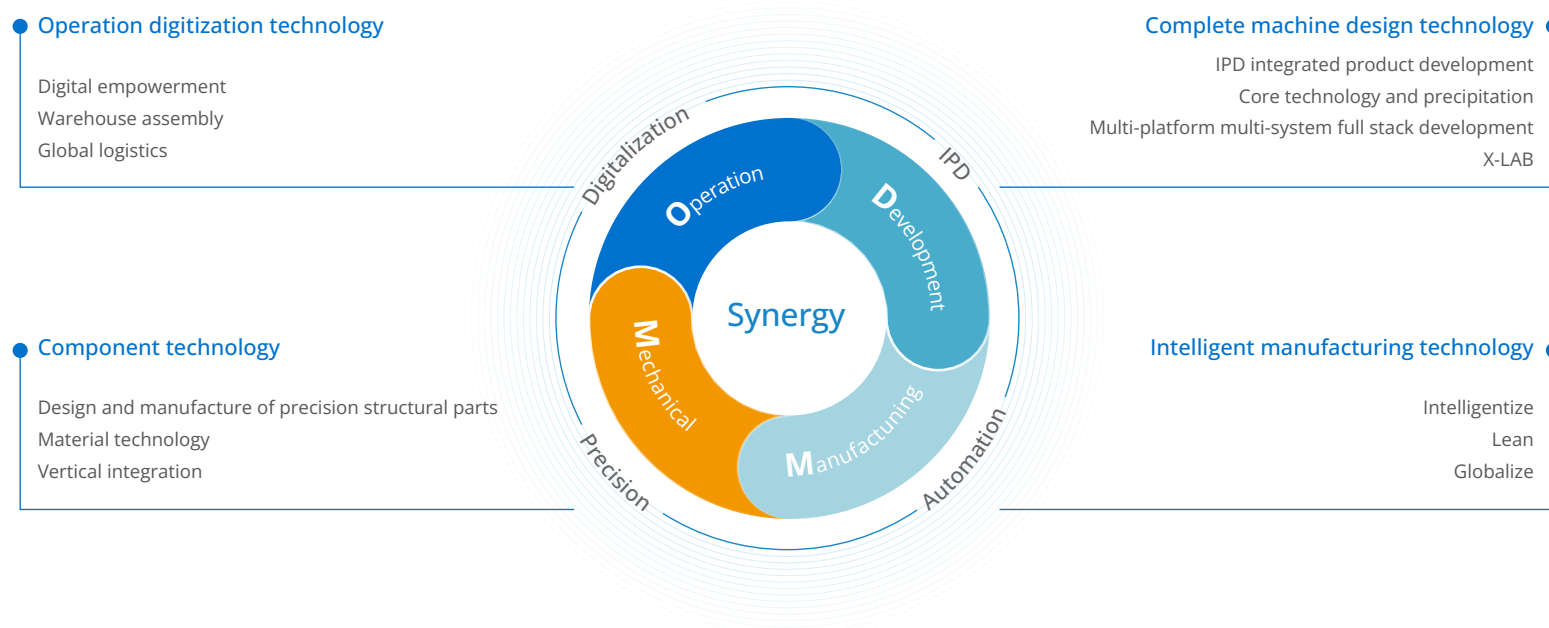 Operation digitization technology
Digital empowerment
Warehouse assembly
Global logistics
Complete machine design technology
IPD integrated product development
Core technology and precipitation
Multi-platform multi-system full stack development
X-LAB
Digitalization
IPD
Operation
Development
Synergy
Mechanical
Manufactuning
Precision
Automation
Component technology
Design and manufacture of precision structural parts
Material technology
Vertical integration
Intelligent manufacturing technology
Intelligentize
Lean
Globalize